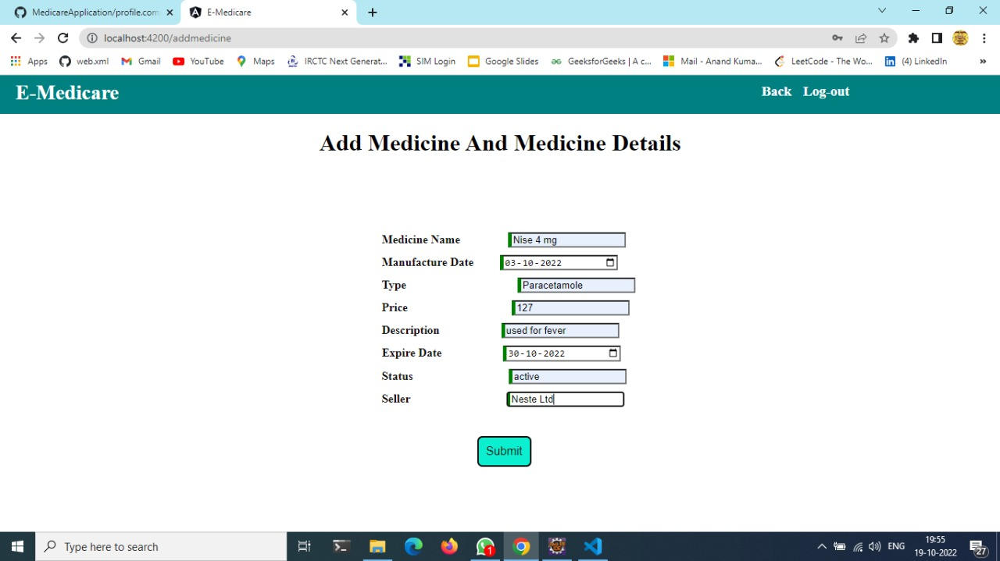 MedicareApplication/profile.com
E-Medicare
localhost:4200/addmedicine
Apps web.xml Gmail YouTube Maps IRCTC Next Generat... SIM Login Google Slides GeeksforGeeks | A c... Mail - Anand Kuma... LeetCode - The Wo... (4) LinkedIn »
E-Medicare Back Log-out
Add Medicine And Medicine Details
Medicine Name Nise 4 mg
Manufacture Date 03-10-2022
Type Paracetamole
Price 127
Description used for fever
Expire Date 30-10-2022
Status active
Seller Neste Ltd
Submit
Type here to search
1
ENG
19:55
19-10-2022
27